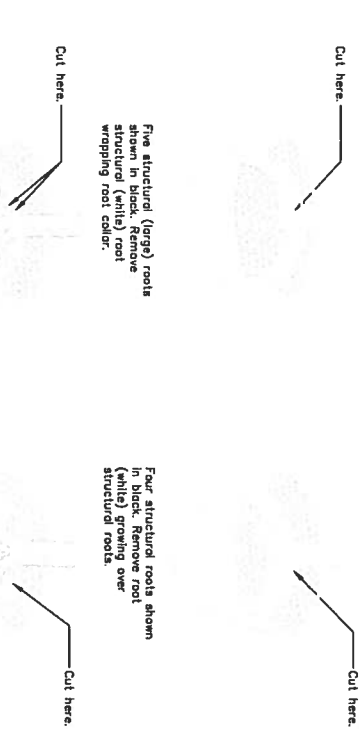 Cut here.
Cut here.
Five structural (large) roots
shown in black. Remove
structural (white) root
wrapping root collar.
Four structural roots shown
in black. Remove root
(white) growing over
structural roots.
Cut here.
Cut here.